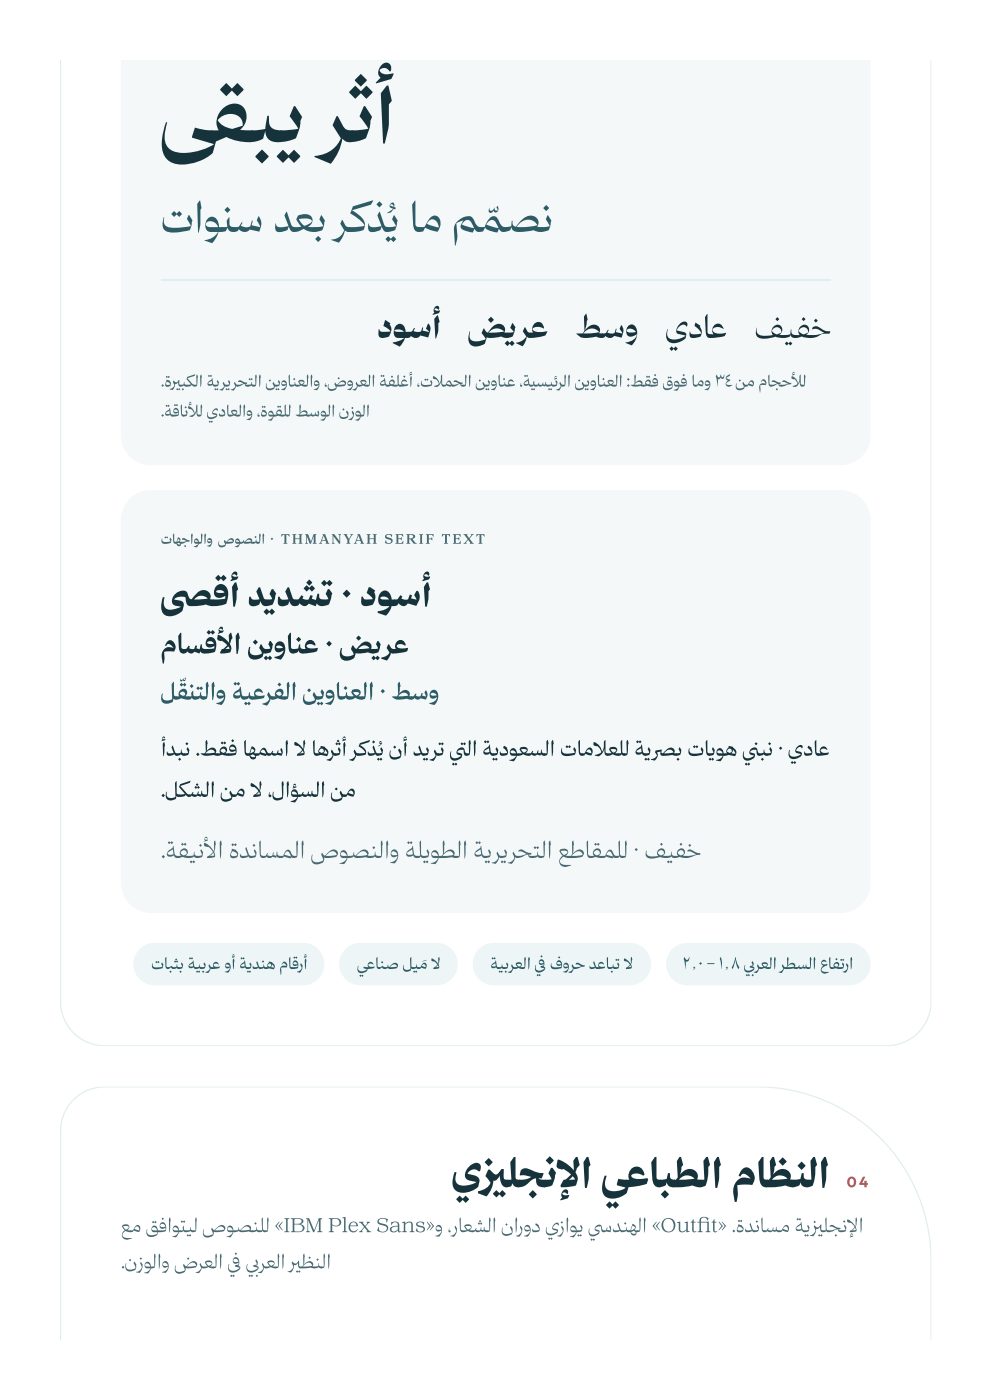 أثر يبقى
نصمّم ما يُذكر بعد سنوات
خفيف عادي وسط عريض أسود
للأحجام من ٣٤ وما فوق فقط: العناوين الرئيسية، عناوين الحملات، أغلفة العروض، والعناوين التحريرية الكبيرة.
الوزن الوسط للقوة، والعادي للأناقة.
THMANYAH SERIF TEXT · النصوص والواجهات
أسود · تشديد أقصى
عريض · عناوين الأقسام
وسط · العناوين الفرعية والتنقّل
عادي · نبني هويات بصرية للعلامات السعودية التي تريد أن يُذكر أثرها لا اسمها فقط. نبدأ
من السؤال، لا من الشكل.
خفيف · للمقاطع التحريرية الطويلة والنصوص المساندة الأنيقة.
ارتفاع السطر العربي ١.٨ – ٢.٠
لا تباعد حروف في العربية
لا مَيل صناعي
أرقام هندية أو عربية بثبات
04 النظام الطباعي الإنجليزي
الإنجليزية مساندة. «Outfit» الهندسي يوازي دوران الشعار، و«IBM Plex Sans» للنصوص ليتوافق مع
النظير العربي في العرض والوزن.